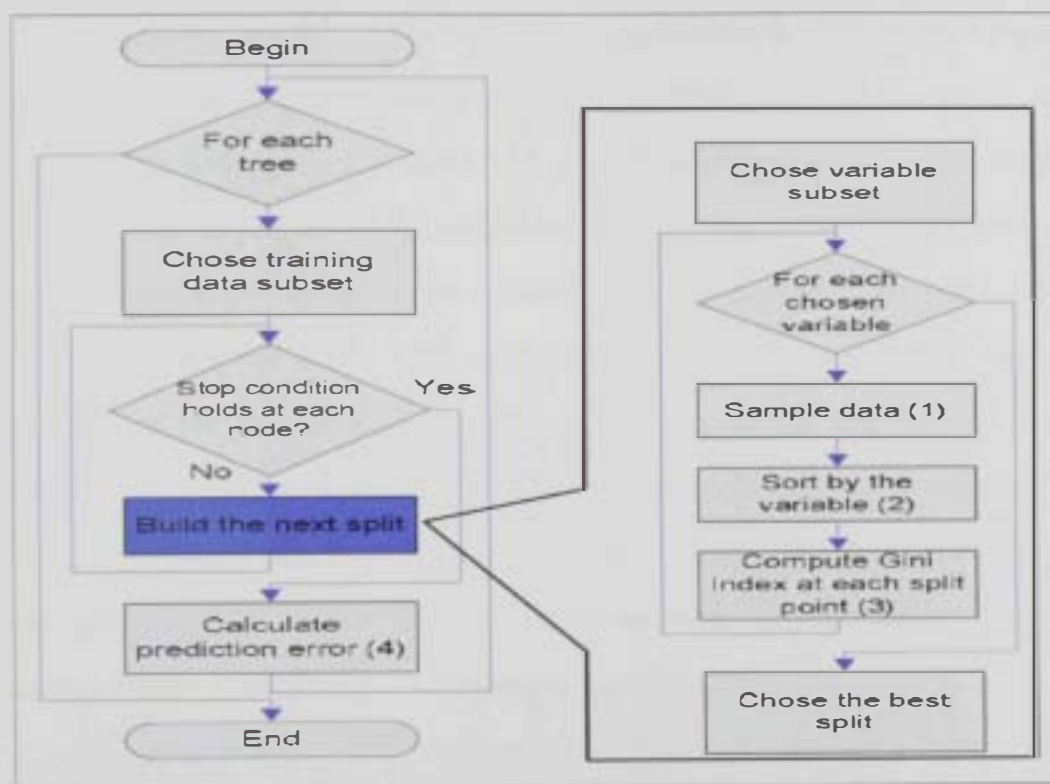 Begin
For each
tree
Chose training
data subset
Stop condition
holds at each
node?
Yes
No
Build the next split
Calculate
prediction error (4)
End
Chose variable
subset
For each
chosen
variable
Sample data (1)
Sort by the
variable (2)
Compute Gini
Index at each split
point (3)
Chose the best
split